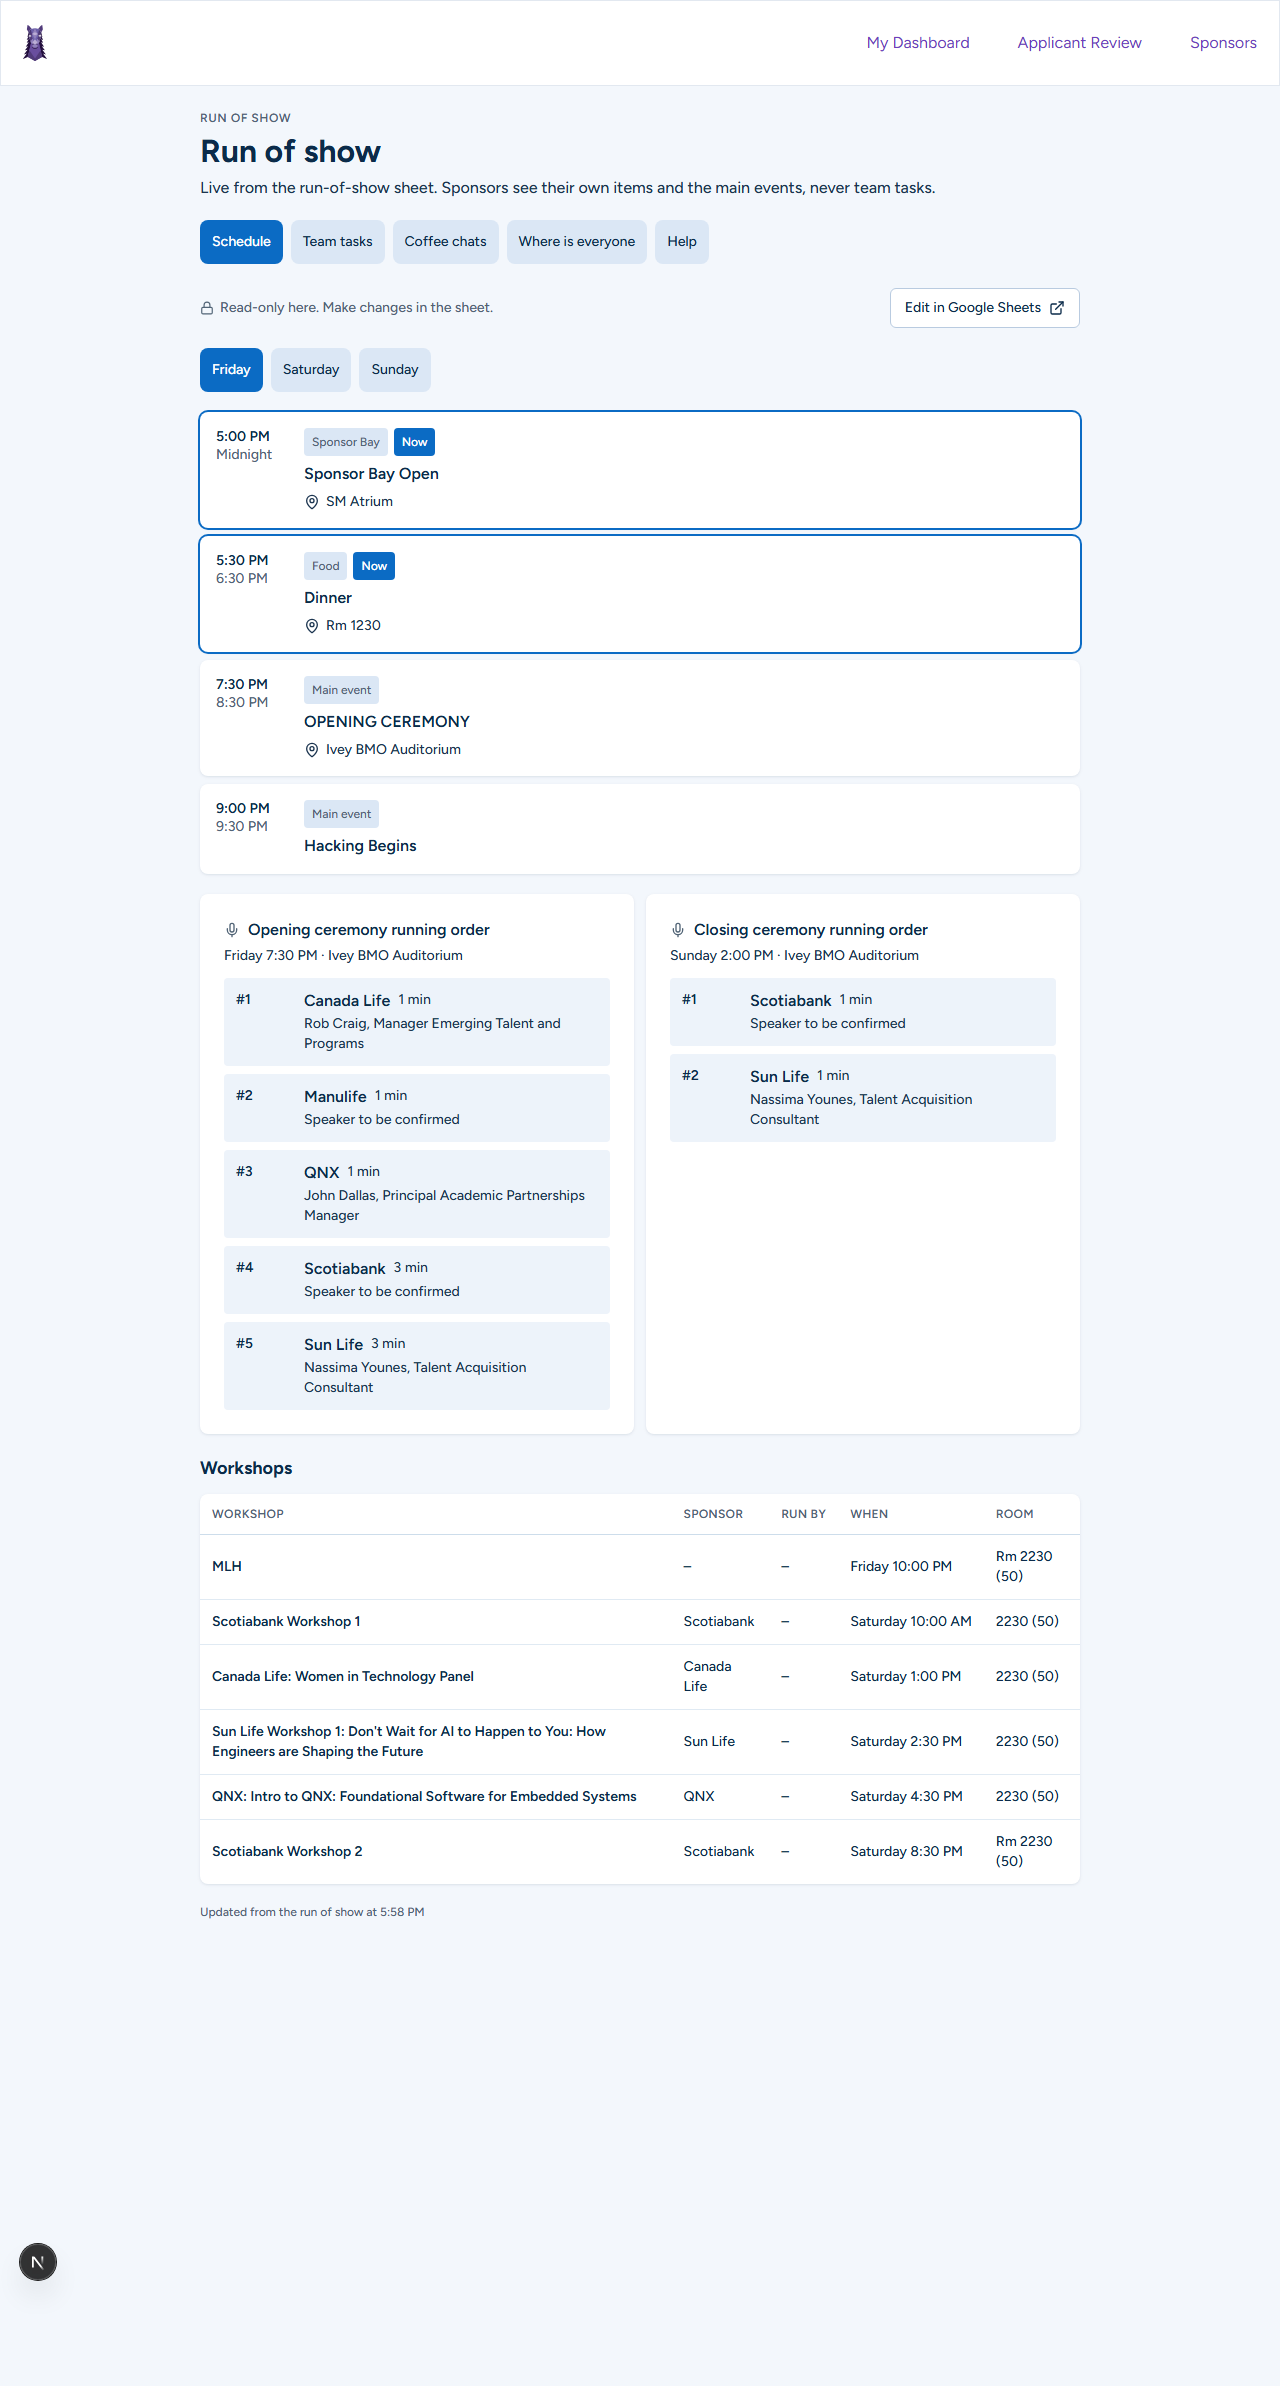 My Dashboard
Applicant Review
Sponsors
RUN OF SHOW
Run of show
Live from the run-of-show sheet. Sponsors see their own items and the main events, never team tasks.
Schedule
Team tasks
Coffee chats
Where is everyone
Help
Read-only here. Make changes in the sheet.
Edit in Google Sheets
Friday
Saturday
Sunday
5:00 PM
Midnight
Sponsor Bay
Now
Sponsor Bay Open
SM Atrium
5:30 PM
6:30 PM
Food
Now
Dinner
Rm 1230
7:30 PM
8:30 PM
Main event
OPENING CEREMONY
Ivey BMO Auditorium
9:00 PM
9:30 PM
Main event
Hacking Begins
Opening ceremony running order
Friday 7:30 PM · Ivey BMO Auditorium
#1
Canada Life 1 min
Rob Craig, Manager Emerging Talent and
Programs
#2
Manulife 1 min
Speaker to be confirmed
#3
QNX 1 min
John Dallas, Principal Academic Partnerships
Manager
#4
Scotiabank 3 min
Speaker to be confirmed
#5
Sun Life 3 min
Nassima Younes, Talent Acquisition
Consultant
Closing ceremony running order
Sunday 2:00 PM · Ivey BMO Auditorium
#1
Scotiabank 1 min
Speaker to be confirmed
#2
Sun Life 1 min
Nassima Younes, Talent Acquisition
Consultant
Workshops
WORKSHOP SPONSOR RUN BY WHEN ROOM
MLH – – Friday 10:00 PM Rm 2230
(50)
Scotiabank Workshop 1 Scotiabank – Saturday 10:00 AM 2230 (50)
Canada Life: Women in Technology Panel Canada
Life – Saturday 1:00 PM 2230 (50)
Sun Life Workshop 1: Don't Wait for AI to Happen to You: How
Engineers are Shaping the Future Sun Life – Saturday 2:30 PM 2230 (50)
QNX: Intro to QNX: Foundational Software for Embedded Systems QNX – Saturday 4:30 PM 2230 (50)
Scotiabank Workshop 2 Scotiabank – Saturday 8:30 PM Rm 2230
(50)
Updated from the run of show at 5:58 PM
N